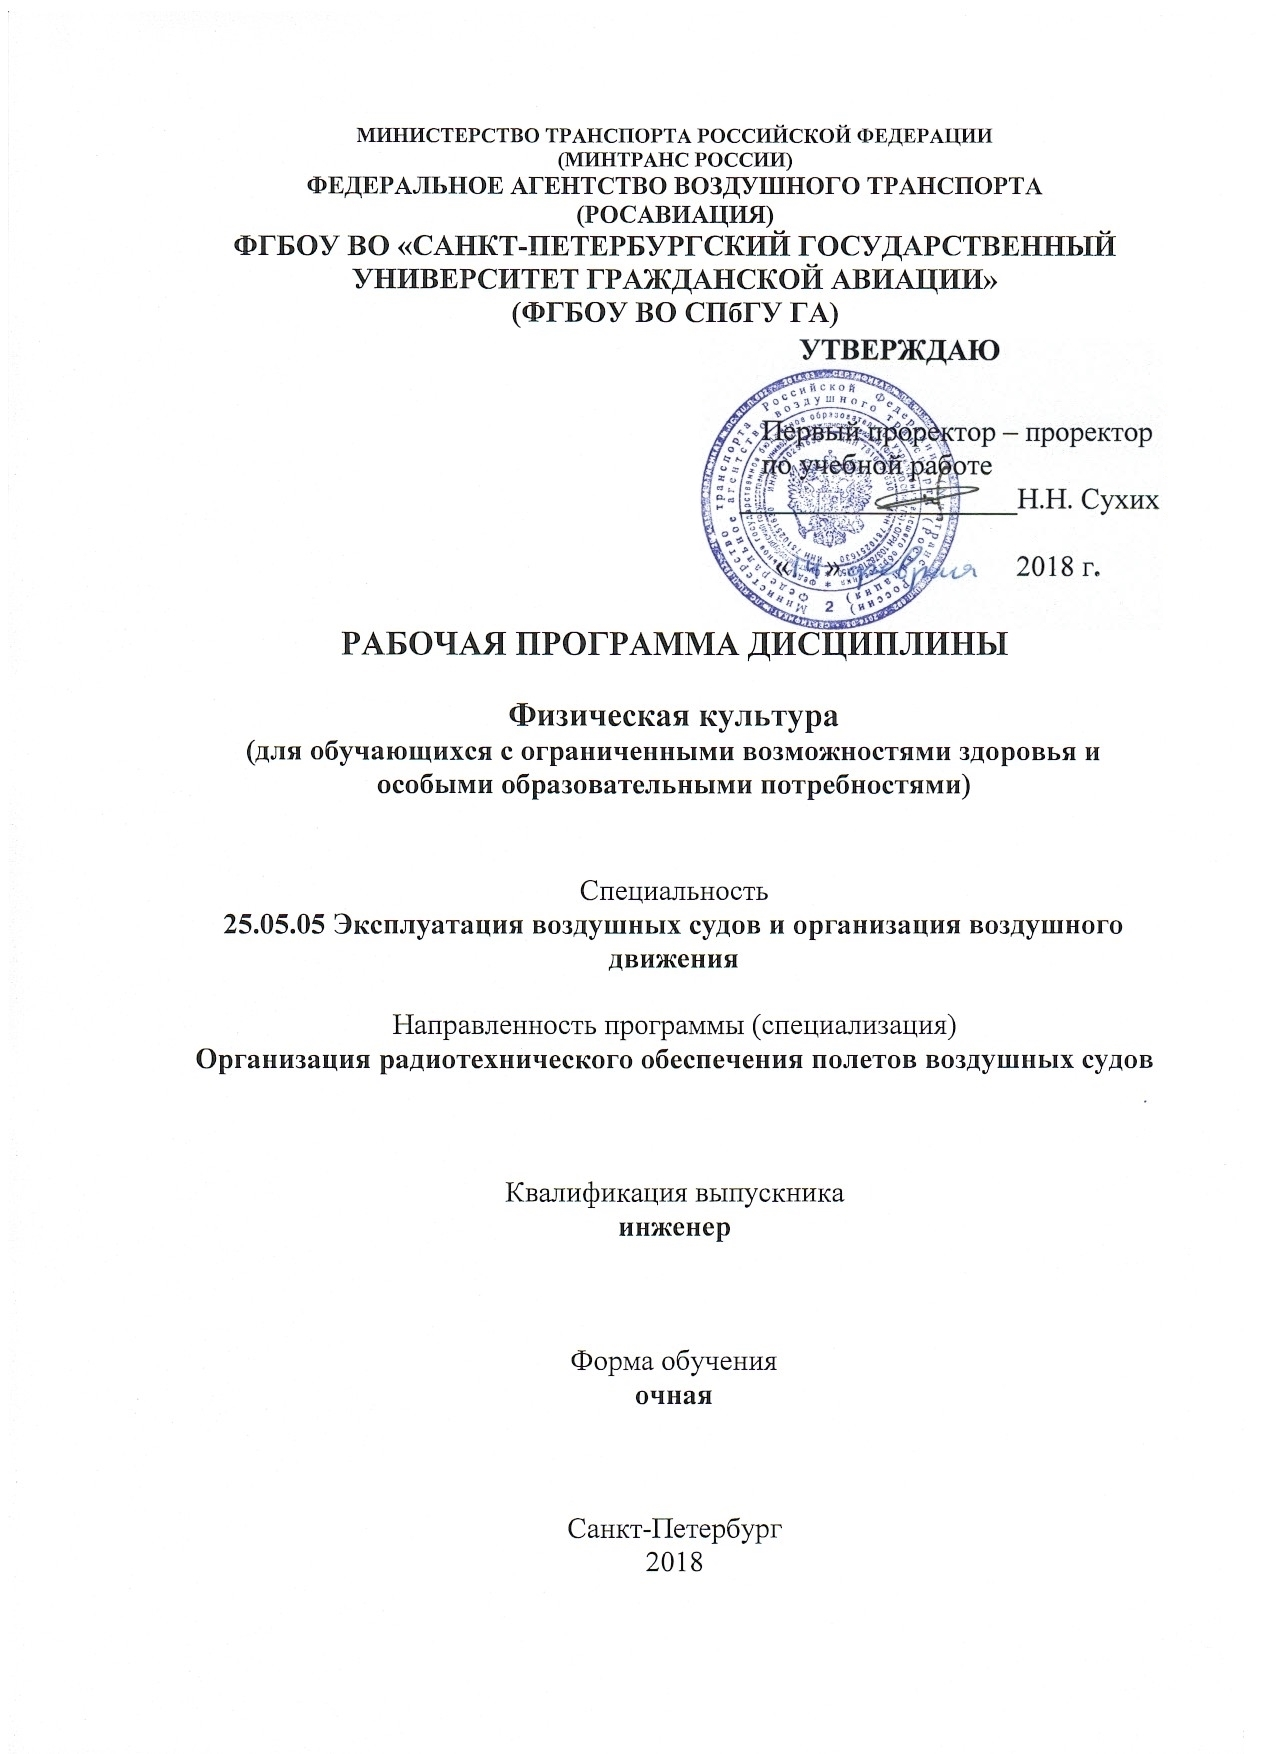 МИНИСТЕРСТВО ТРАНСПОРТА РОССИЙСКОЙ ФЕДЕРАЦИИ
(МИНТРАНС РОССИИ)
ФЕДЕРАЛЬНОЕ АГЕНТСТВО ВОЗДУШНОГО ТРАНСПОРТА
(РОСАВИАЦИЯ)
ФГБОУ ВО «САНКТ-ПЕТЕРБУРГСКИЙ ГОСУДАРСТВЕННЫЙ
УНИВЕРСИТЕТ ГРАЖДАНСКОЙ АВИАЦИИ»
(ФГБОУ ВО СПбГУ ГА)
УТВЕРЖДАЮ
Первый проректор – проректор
по учебной работе
Н.Н. Сухих
« » февраля 2018 г.
РАБОЧАЯ ПРОГРАММА ДИСЦИПЛИНЫ
Физическая культура
(для обучающихся с ограниченными возможностями здоровья и
особыми образовательными потребностями)
Специальность
25.05.05 Эксплуатация воздушных судов и организация воздушного
движения
Направленность программы (специализация)
Организация радиотехнического обеспечения полетов воздушных судов
Квалификация выпускника
инженер
Форма обучения
очная
Санкт-Петербург
2018